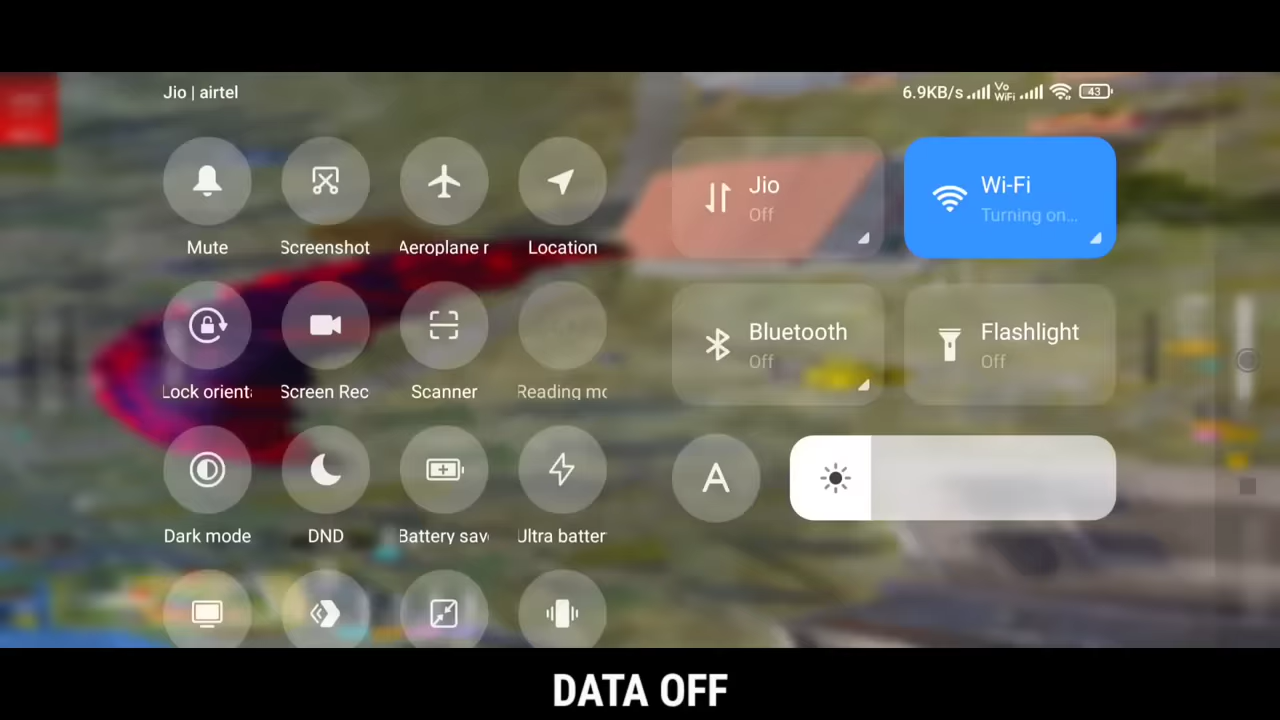 Jio | airtel
6.9KB/s Vo WiFi 43
Mute
Screenshot
Aeroplane r
Location
Jio
Off
Wi-Fi
Turning on...
Lock orient
Screen Rec
Scanner
Reading mo
Bluetooth
Off
Flashlight
Off
Dark mode
DND
Battery sav
Ultra batter
A
DATA OFF